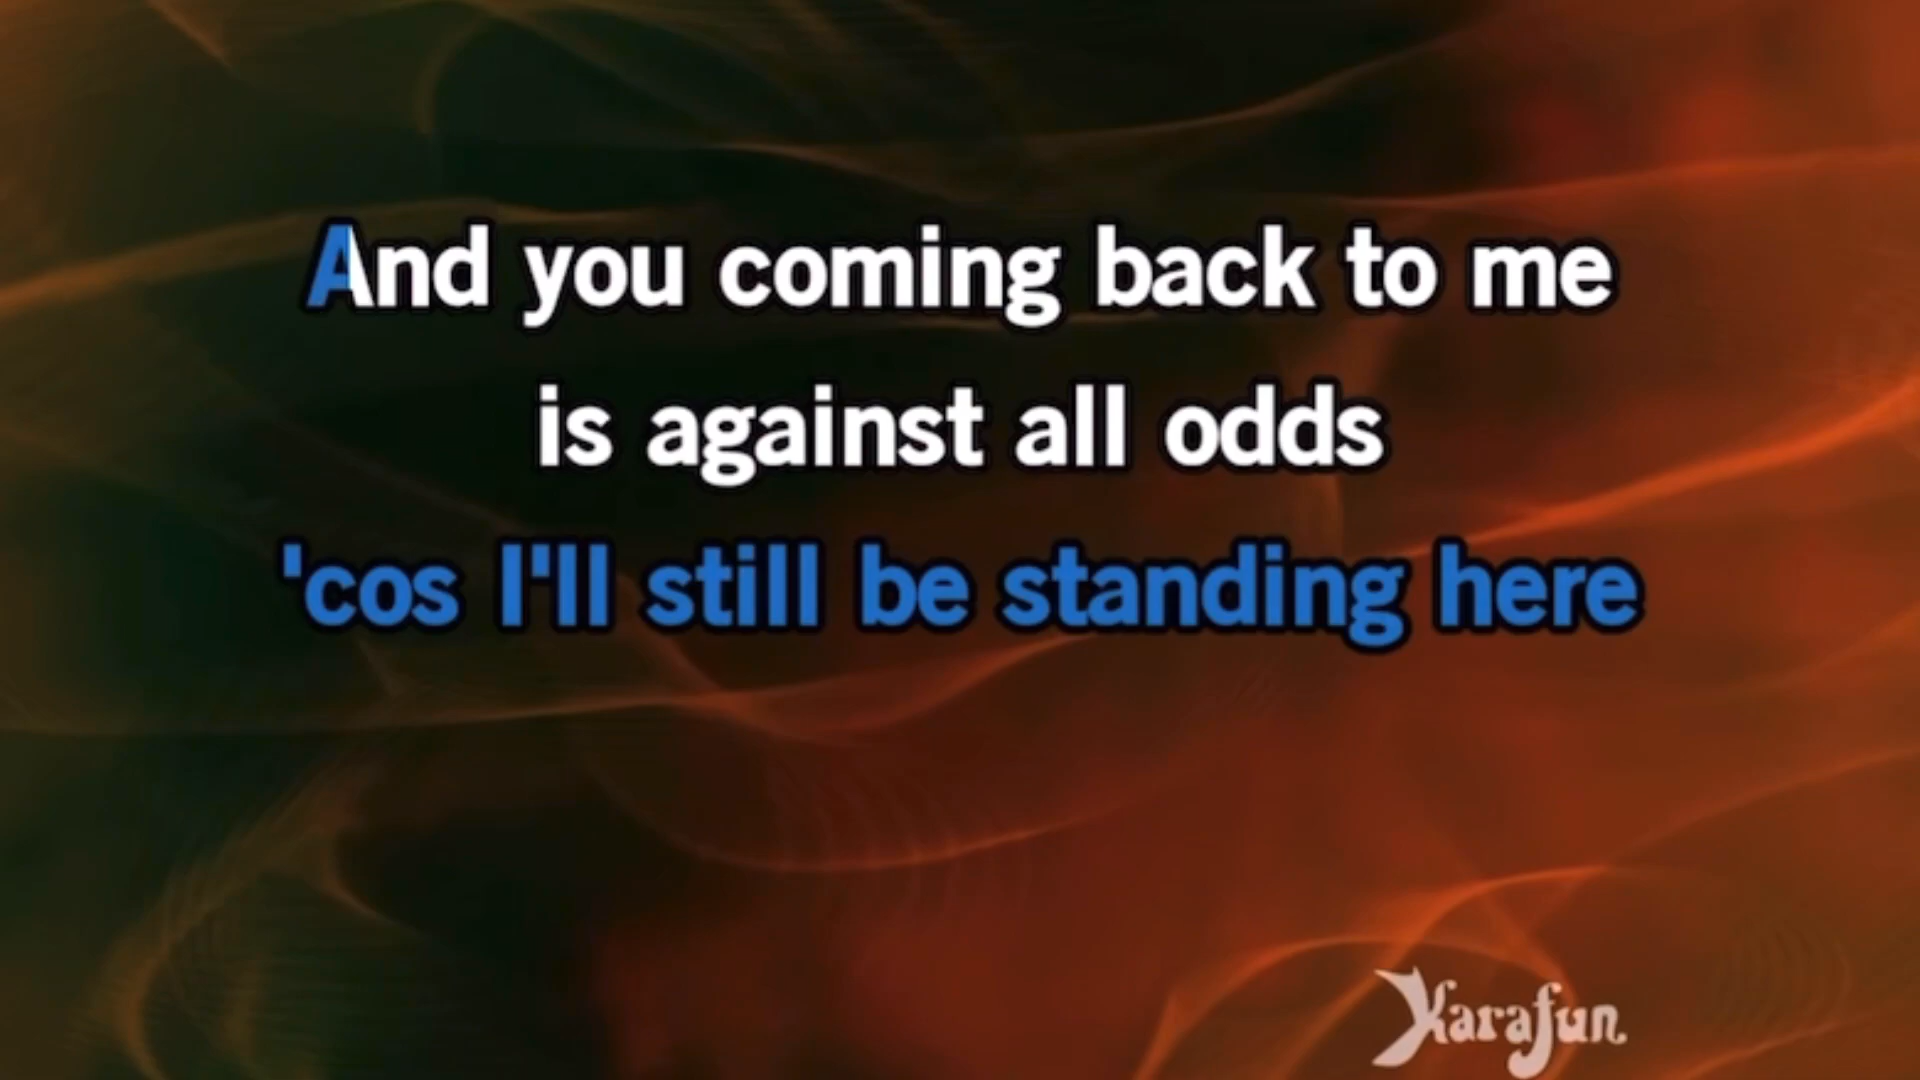 And you coming back to me
is against all odds
'cos I'll still be standing here
Karafun